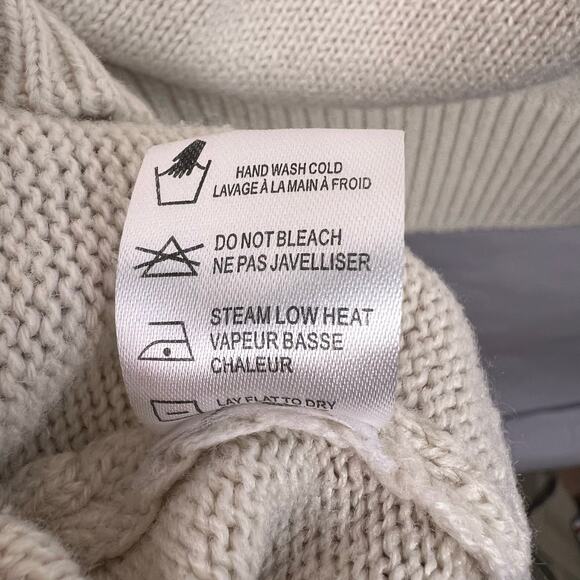 HAND WASH COLD
LAVAGE À LA MAIN À FROID
DO NOT BLEACH
NE PAS JAVELLISER
STEAM LOW HEAT
VAPEUR BASSE
CHALEUR
LAY FLAT TO DRY